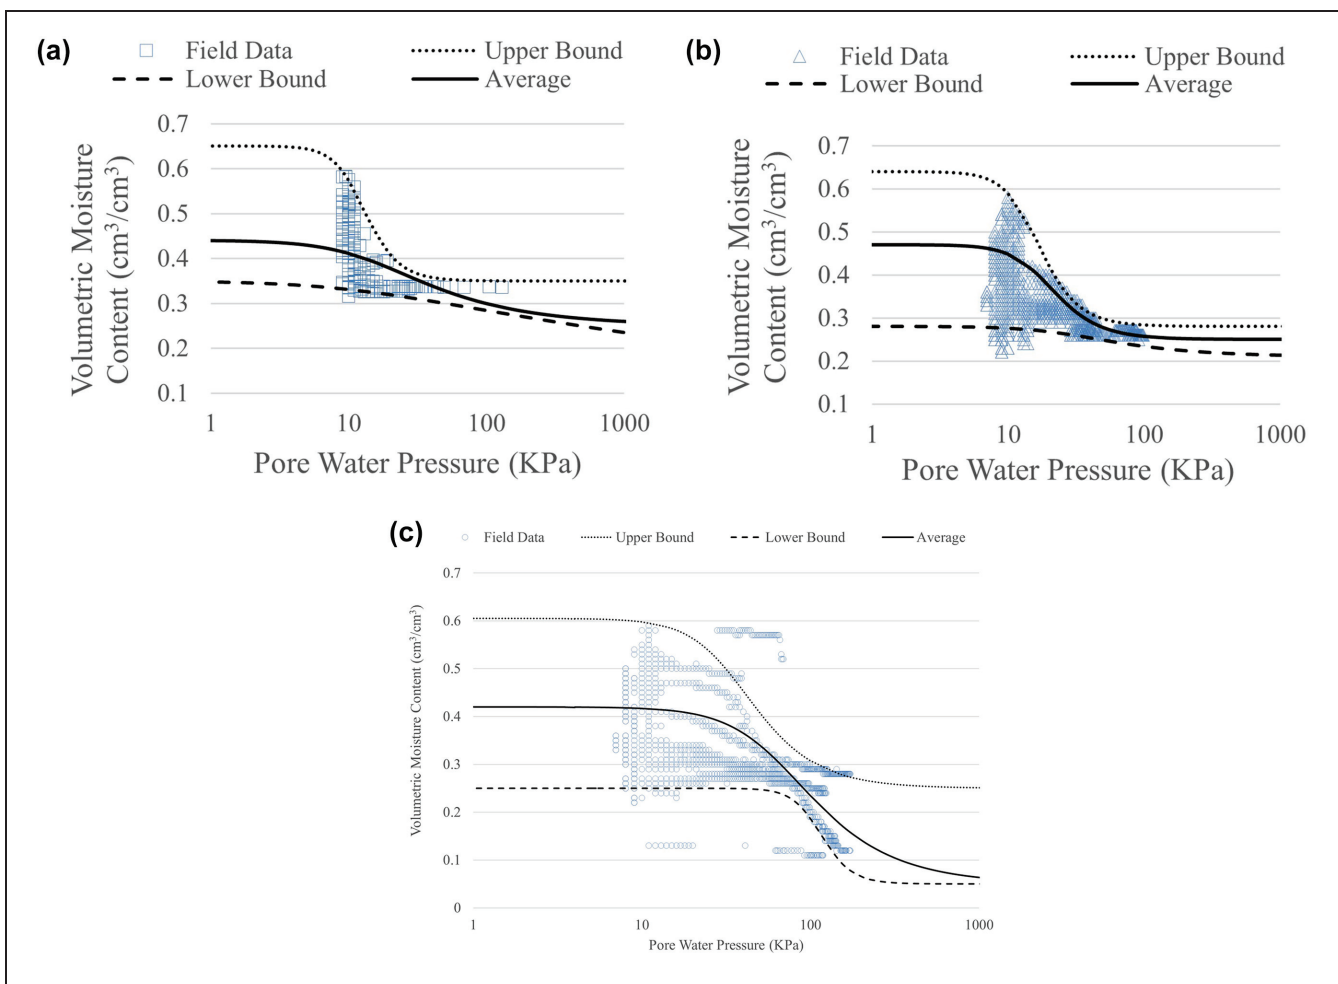 (a)
Field Data
Upper Bound
Lower Bound
Average
Volumetric Moisture
Content (cm³/cm³)
0.7
0.6
0.5
0.4
0.3
0.2
0.1
1 10 100 1000
Pore Water Pressure (KPa)
(b)
Field Data
Upper Bound
Lower Bound
Average
Volumetric Moisture
Content (cm³/cm³)
0.7
0.6
0.5
0.4
0.3
0.2
0.1
1 10 100 1000
Pore Water Pressure (KPa)
(c)
Field Data Upper Bound Lower Bound Average
Volumetric Moisture Content (cm³/cm³)
0.7
0.6
0.5
0.4
0.3
0.2
0.1
0
1 10 100 1000
Pore Water Pressure (KPa)